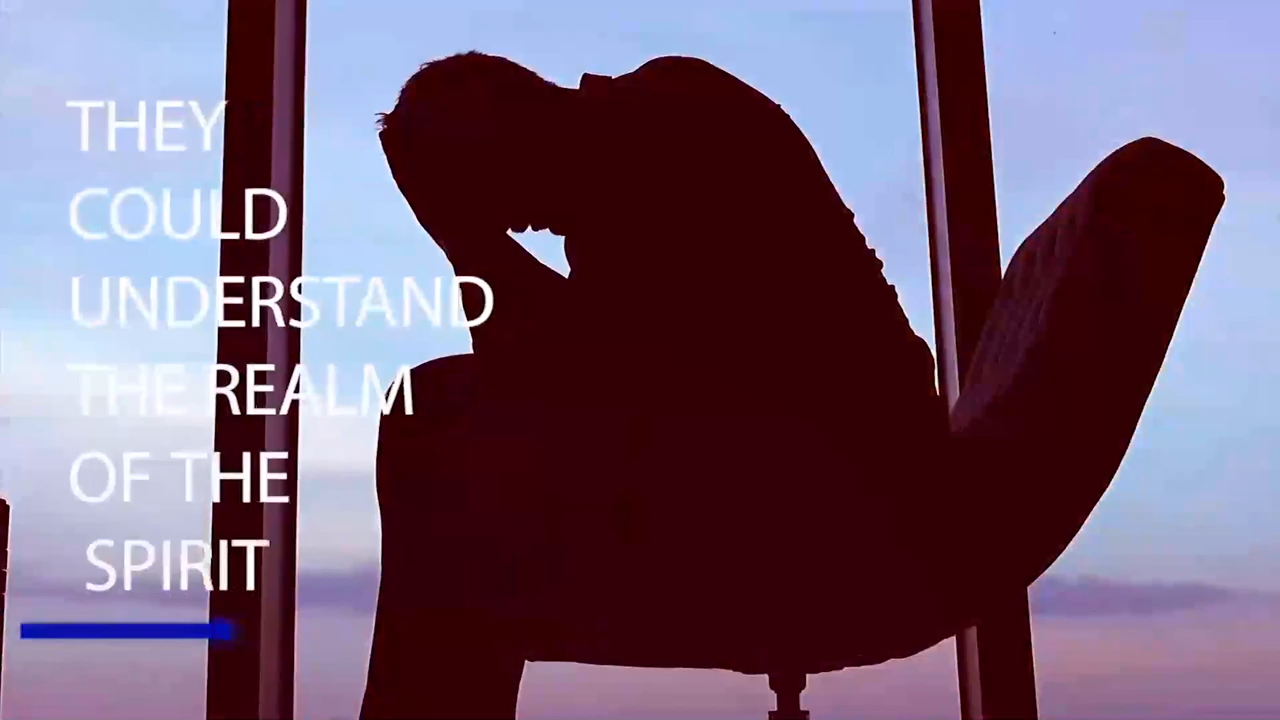 THEY
COULD
UNDERSTAND
THE REALM
OF THE
SPIRIT